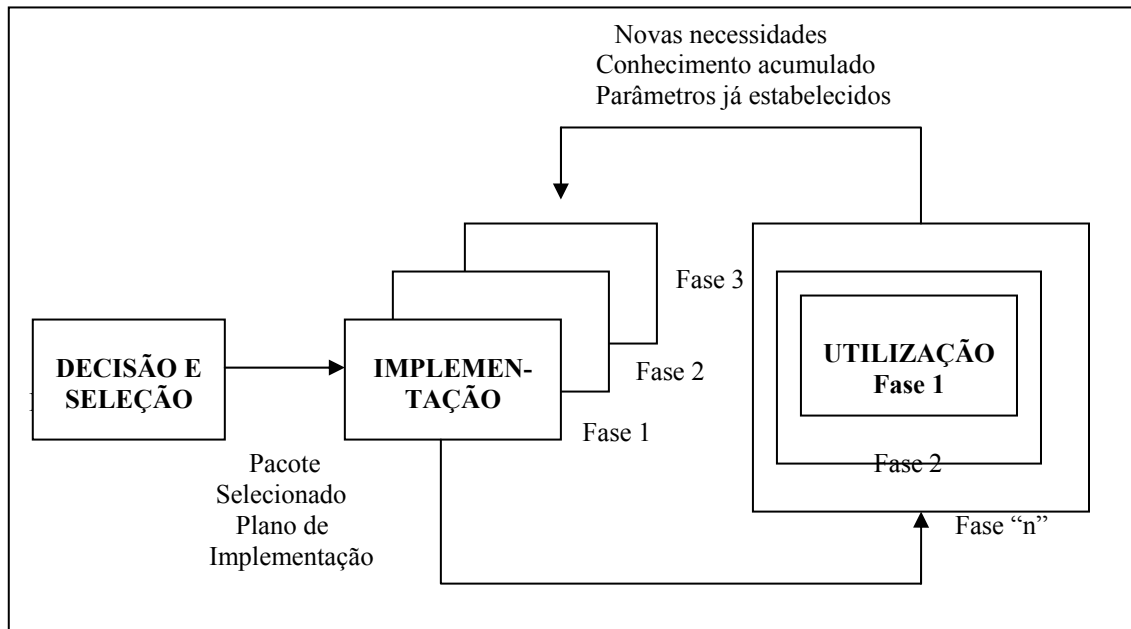 Novas necessidades
Conhecimento acumulado
Parâmetros já estabelecidos
DECISÃO E
SELEÇÃO
Pacote
Selecionado
Plano de
Implementação
IMPLEMEN-
TAÇÃO
Fase 1
Fase 2
Fase 3
UTILIZAÇÃO
Fase 1
Fase 2
Fase “n”